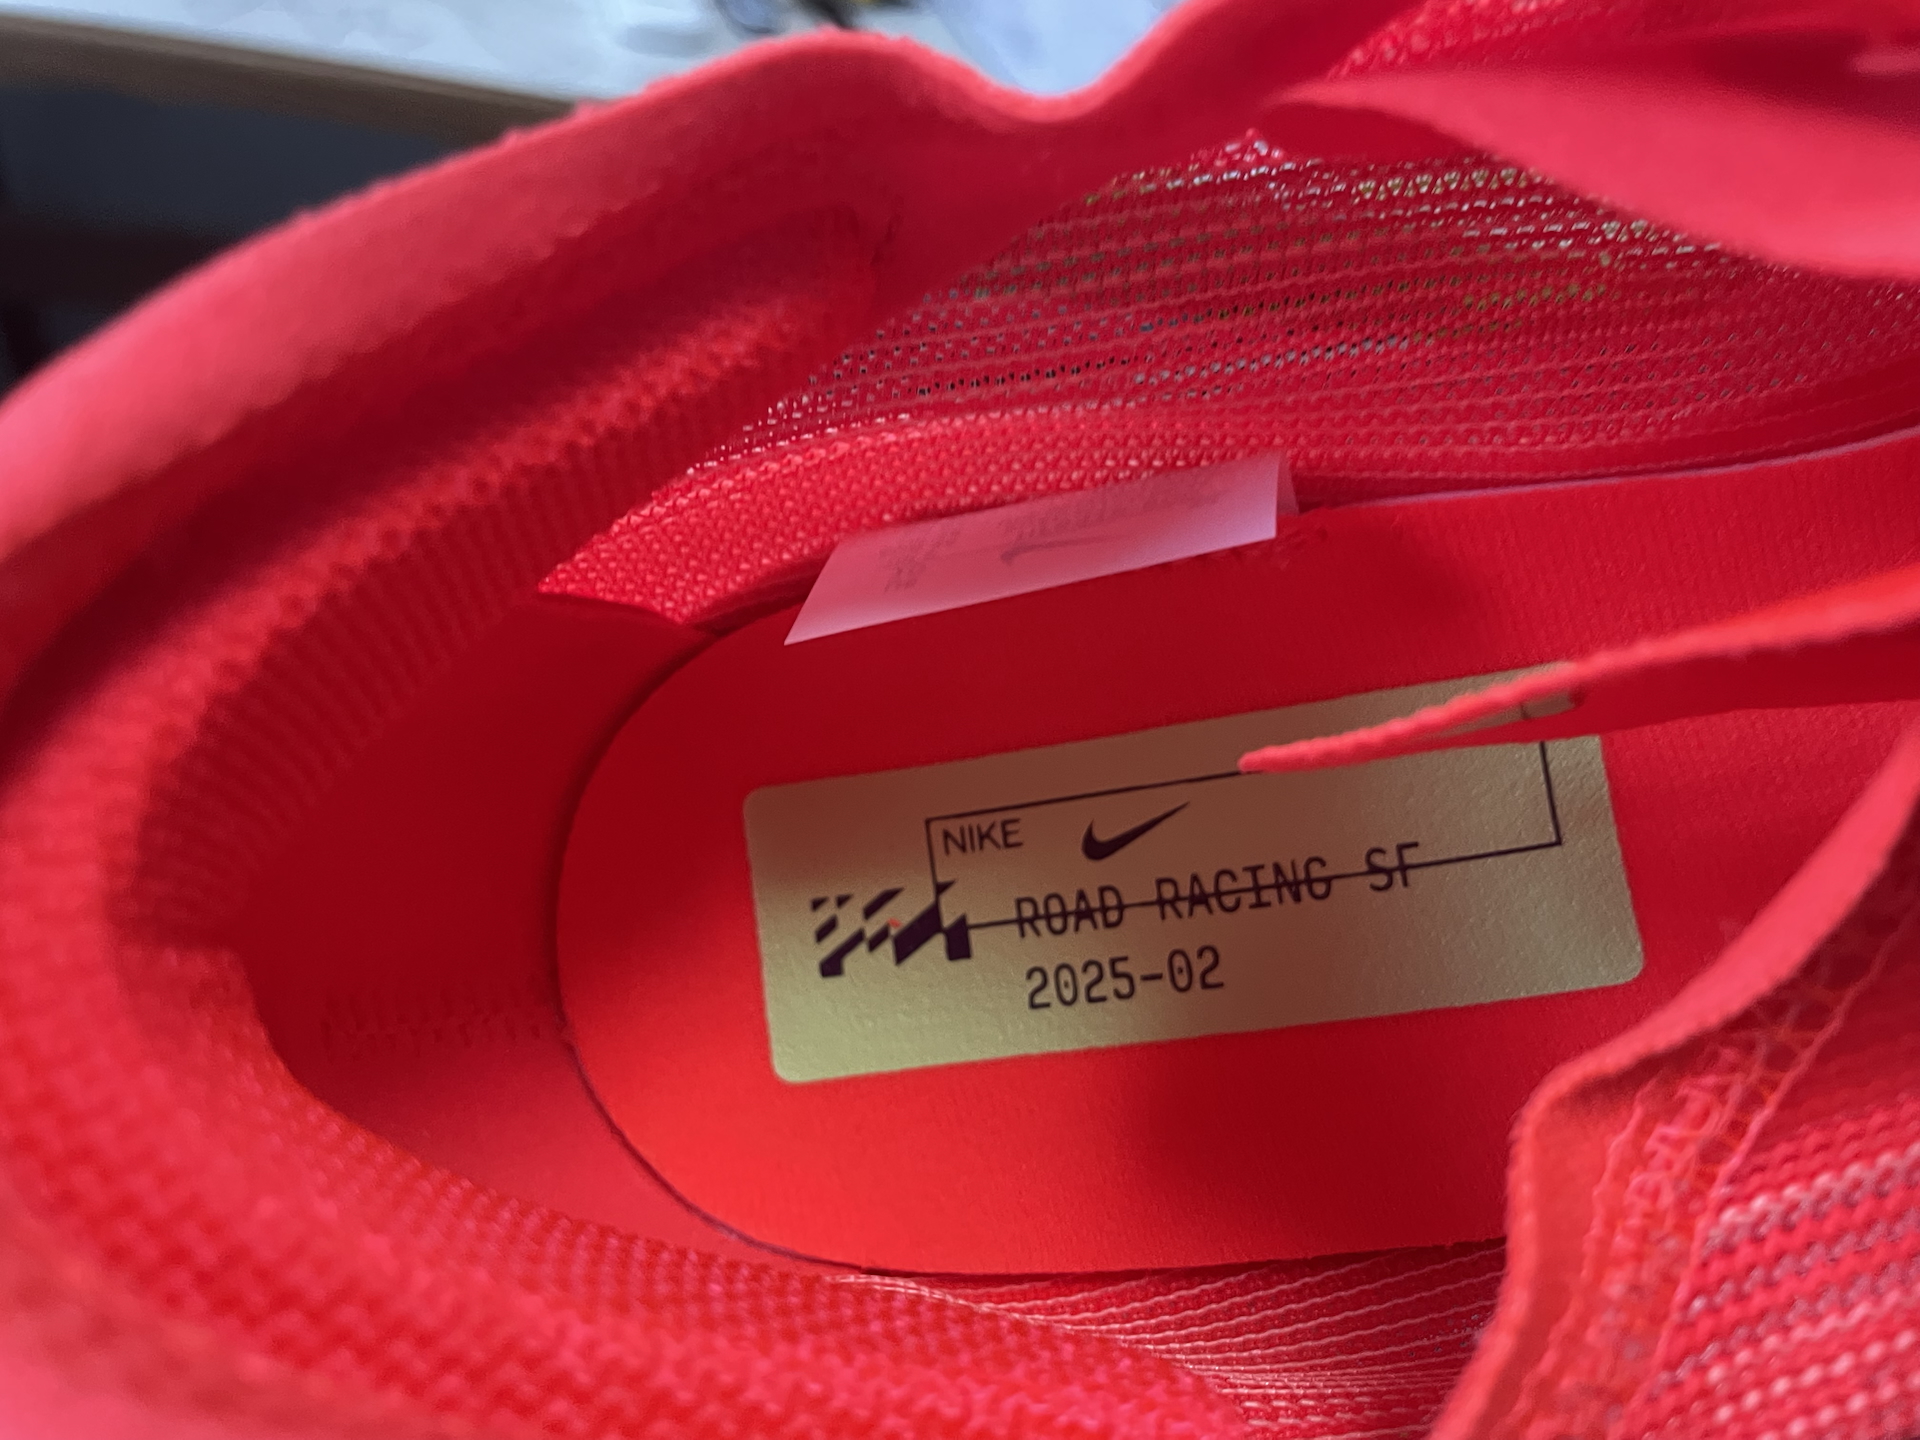 NIKE
ROAD RACING SF
2025-02